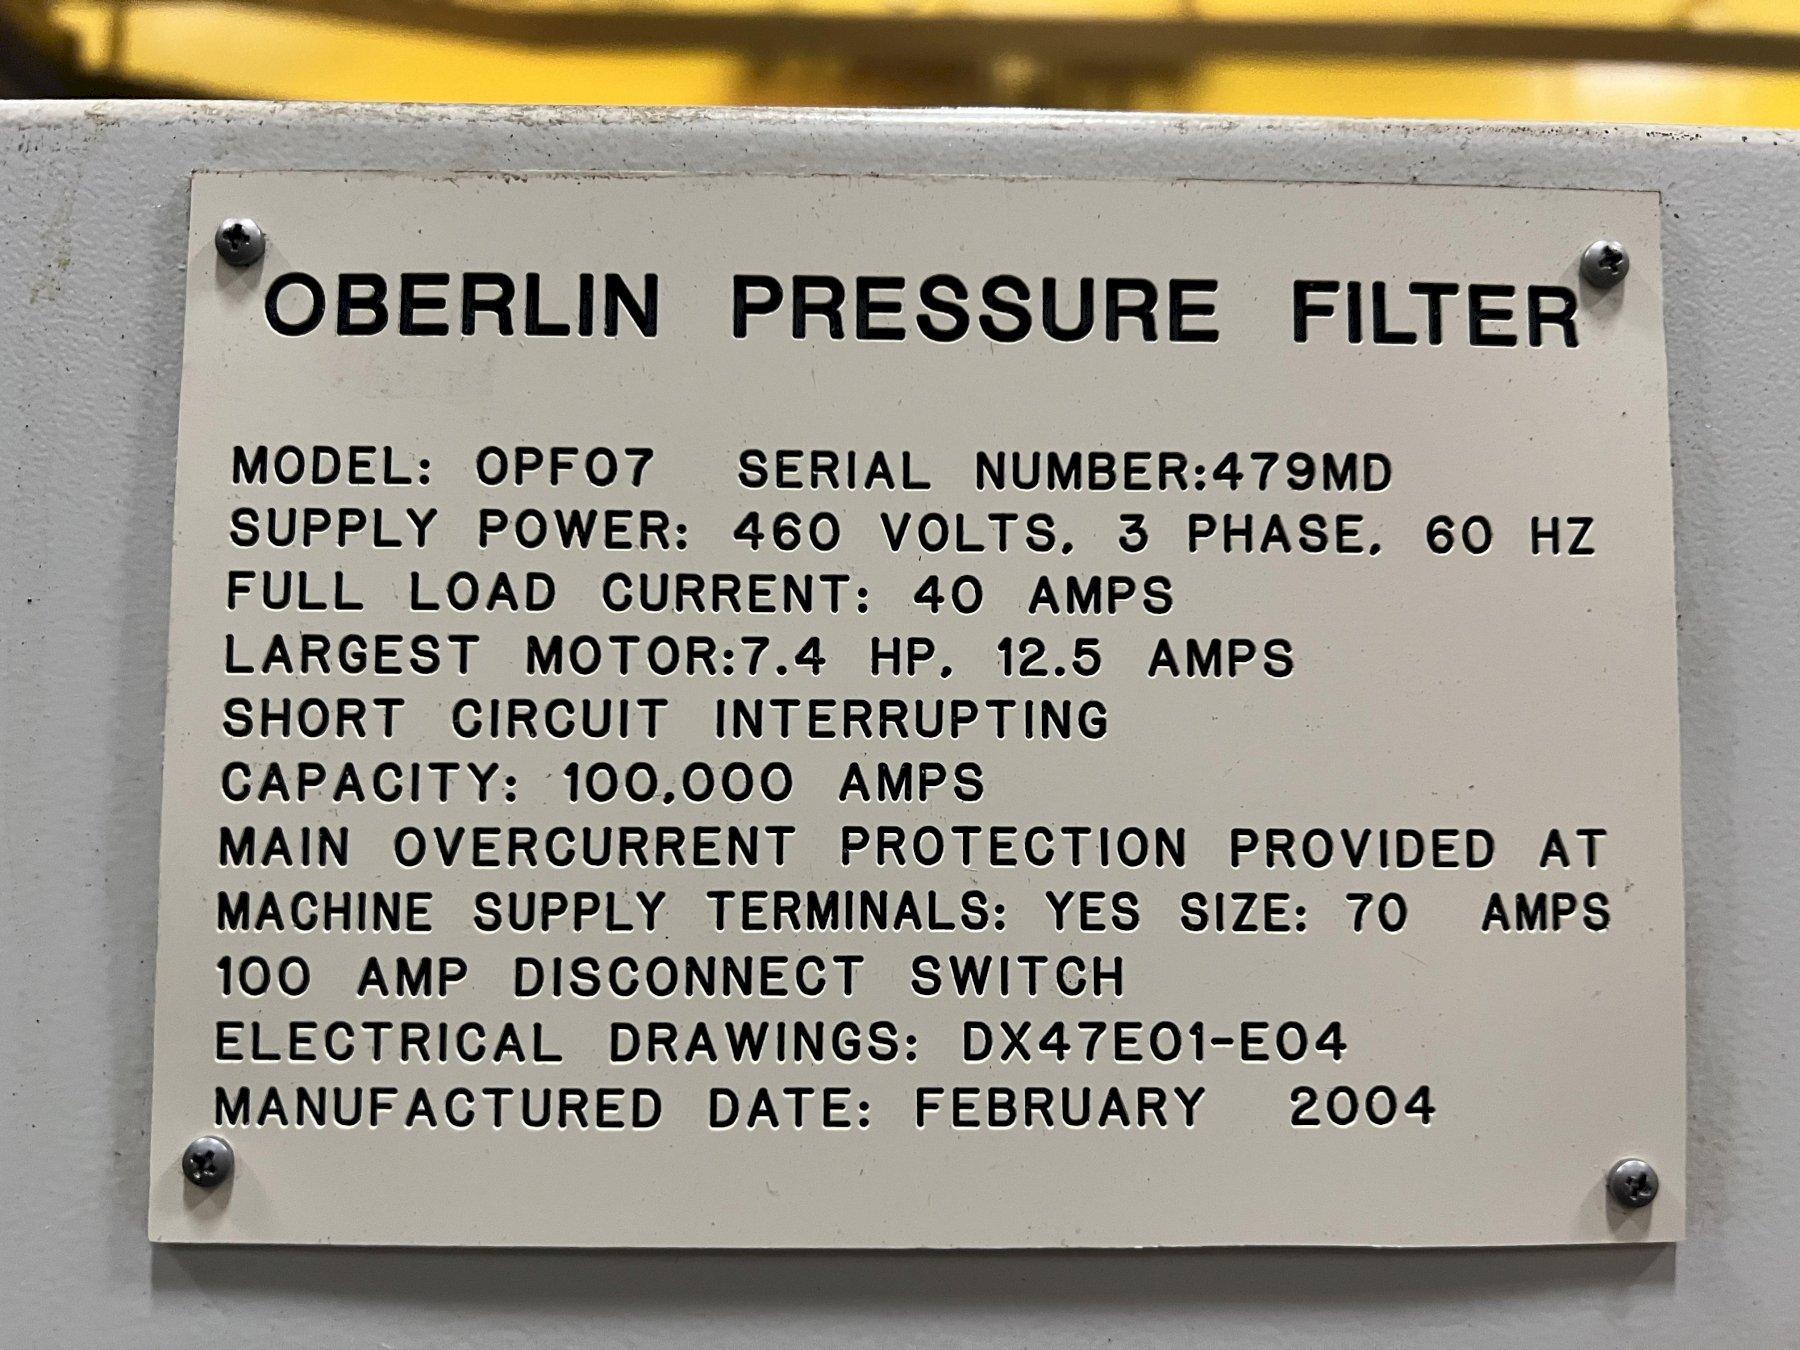 OBERLIN PRESSURE FILTER
MODEL: OPF07 SERIAL NUMBER:479MD
SUPPLY POWER: 460 VOLTS, 3 PHASE, 60 HZ
FULL LOAD CURRENT: 40 AMPS
LARGEST MOTOR:7.4 HP, 12.5 AMPS
SHORT CIRCUIT INTERRUPTING
CAPACITY: 100,000 AMPS
MAIN OVERCURRENT PROTECTION PROVIDED AT
MACHINE SUPPLY TERMINALS: YES SIZE: 70 AMPS
100 AMP DISCONNECT SWITCH
ELECTRICAL DRAWINGS: DX47E01-E04
MANUFACTURED DATE: FEBRUARY 2004